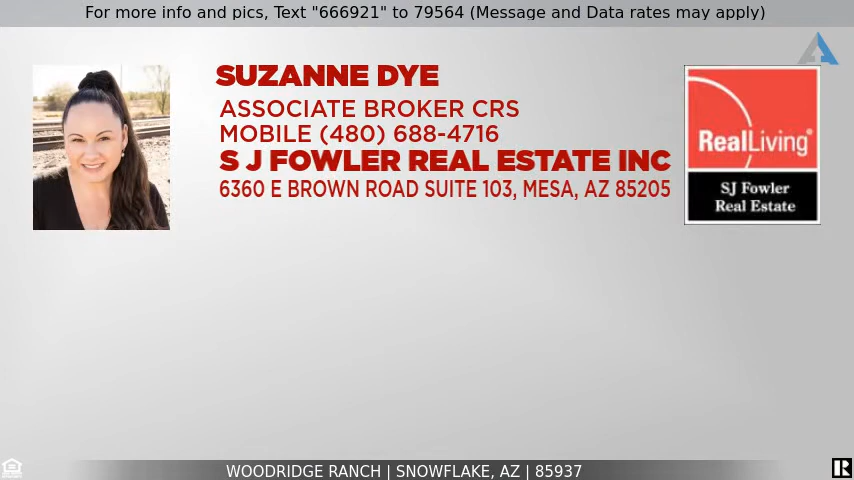 For more info and pics, Text "666921" to 79564 (Message and Data rates may apply)
SUZANNE DYE
ASSOCIATE BROKER CRS
MOBILE (480) 688-4716
S J FOWLER REAL ESTATE INC
6360 E BROWN ROAD SUITE 103, MESA, AZ 85205
RealLiving®
SJ Fowler
Real Estate
WOODRIDGE RANCH | SNOWFLAKE, AZ | 85937